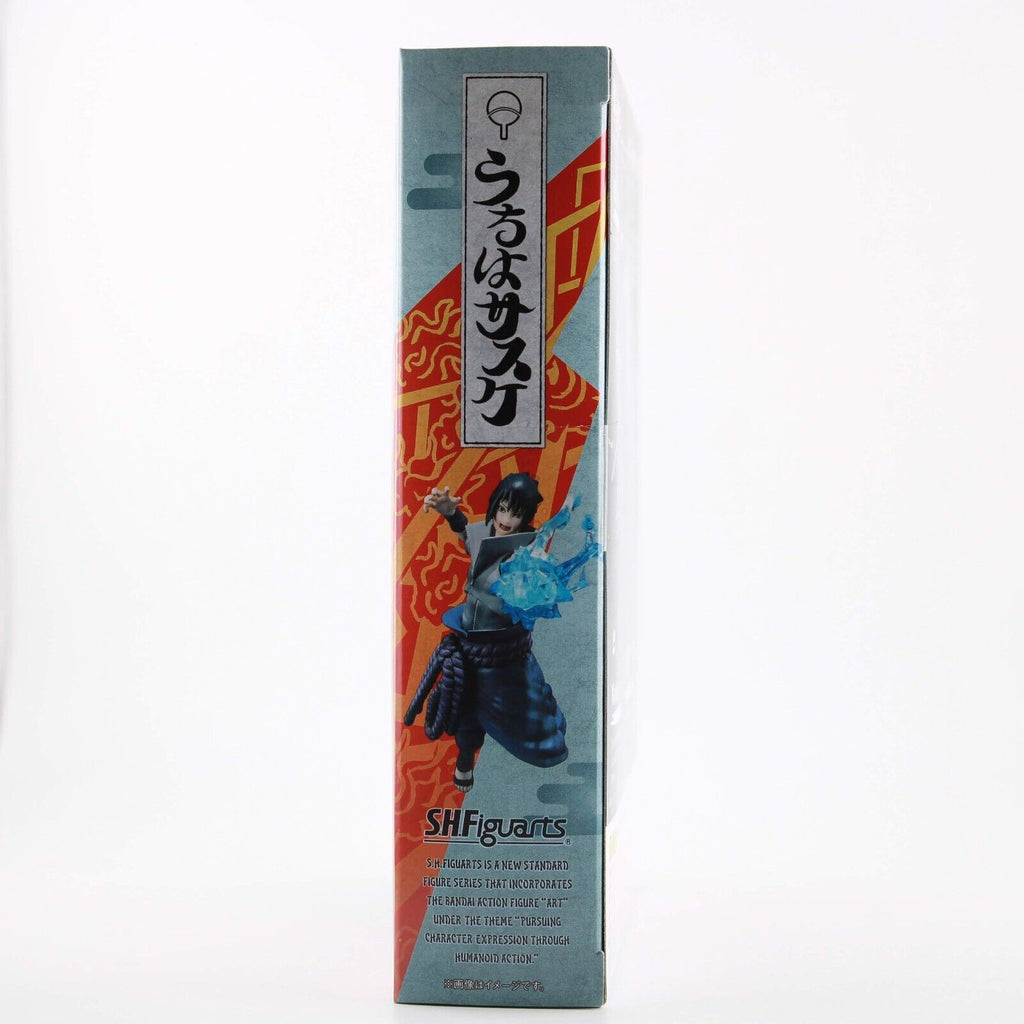 うちはサスケ
S.H.Figuarts®
S.H.FIGUARTS IS A NEW STANDARD
FIGURE SERIES THAT INCORPORATES
THE BANDAI ACTION FIGURE "ART"
UNDER THE THEME "PURSUING
CHARACTER EXPRESSION THROUGH
HUMANOID ACTION."
※画像はイメージです。